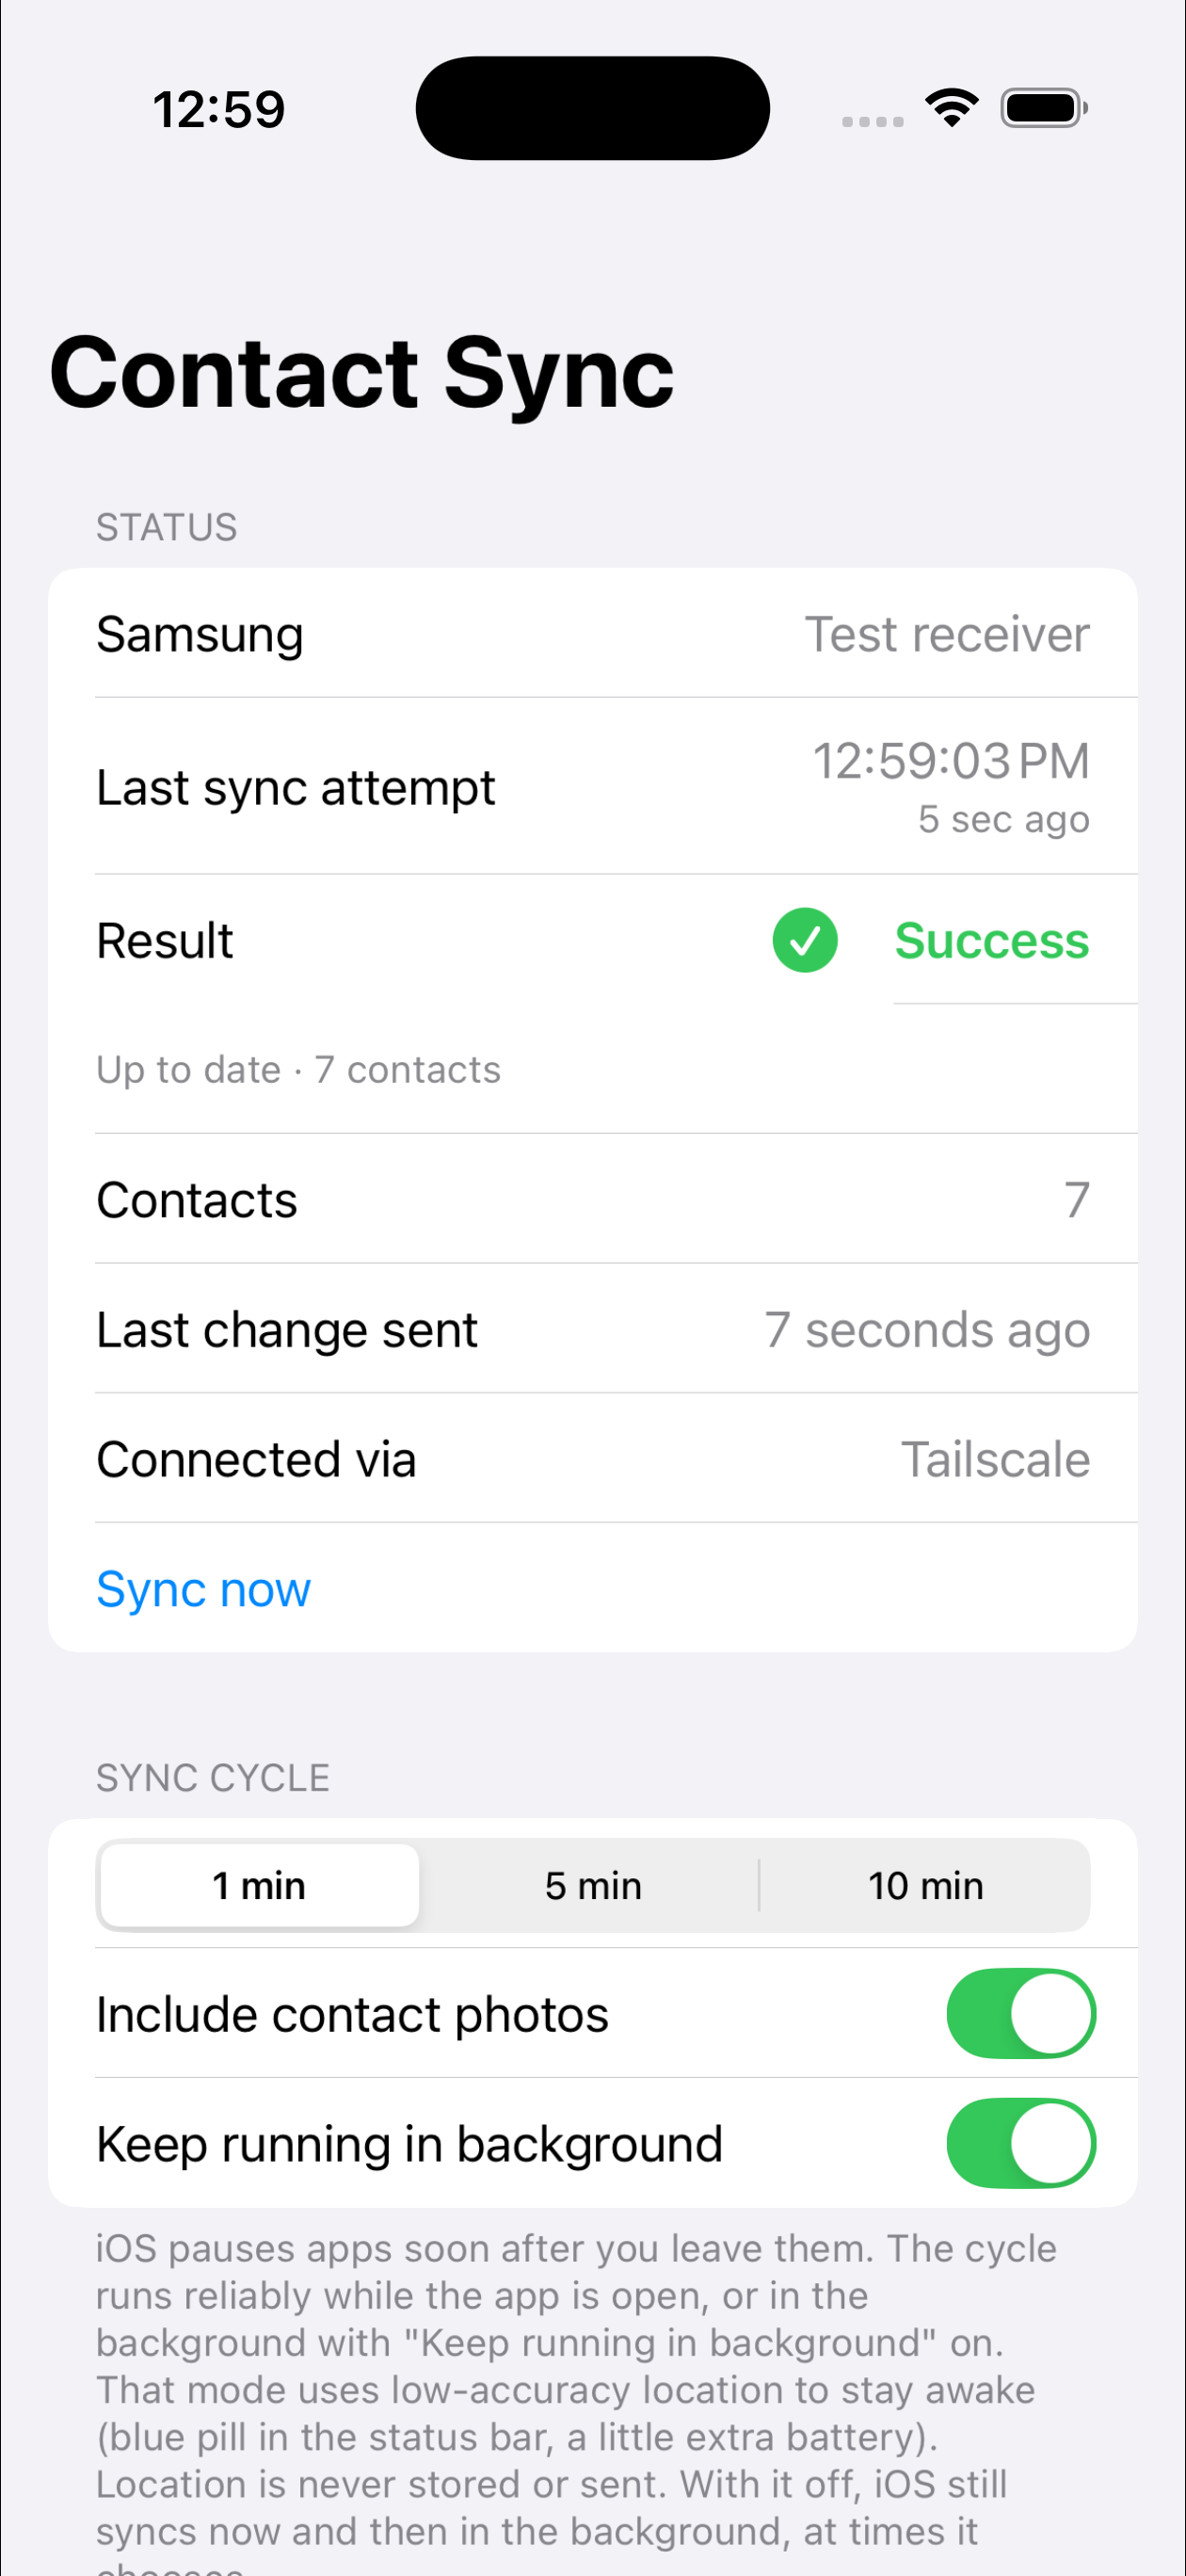 12:59
Contact Sync
STATUS
Samsung Test receiver
Last sync attempt 12:59:03 PM
5 sec ago
Result Success
Up to date · 7 contacts
Contacts 7
Last change sent 7 seconds ago
Connected via Tailscale
Sync now
SYNC CYCLE
1 min 5 min 10 min
Include contact photos
Keep running in background
iOS pauses apps soon after you leave them. The cycle
runs reliably while the app is open, or in the
background with "Keep running in background" on.
That mode uses low-accuracy location to stay awake
(blue pill in the status bar, a little extra battery).
Location is never stored or sent. With it off, iOS still
syncs now and then in the background, at times it